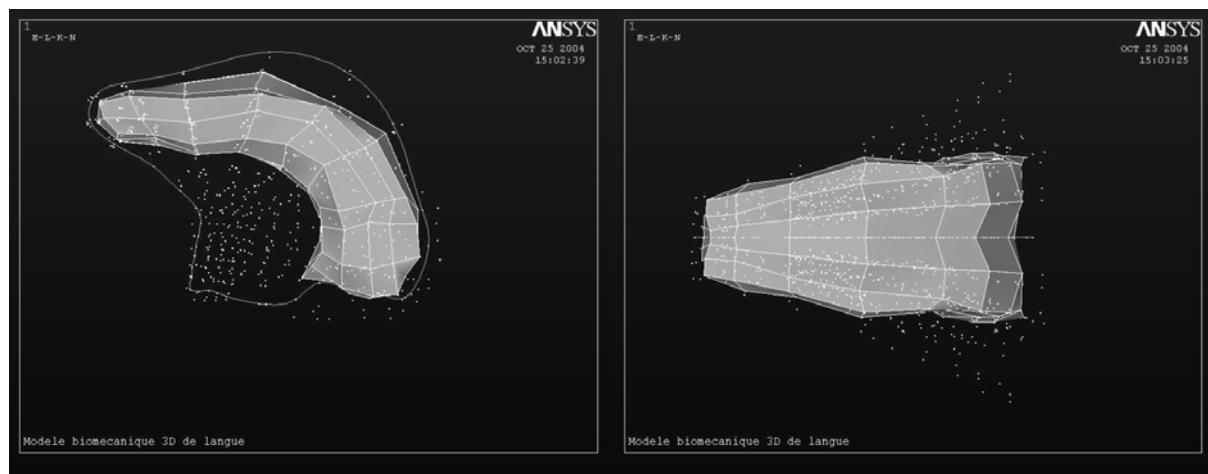 1
E-L-K-N
ANSYS
OCT 25 2004
15:02:39
Modele biomecanique 3D de langue
1
E-L-K-N
ANSYS
OCT 25 2004
15:03:25
Modele biomecanique 3D de langue